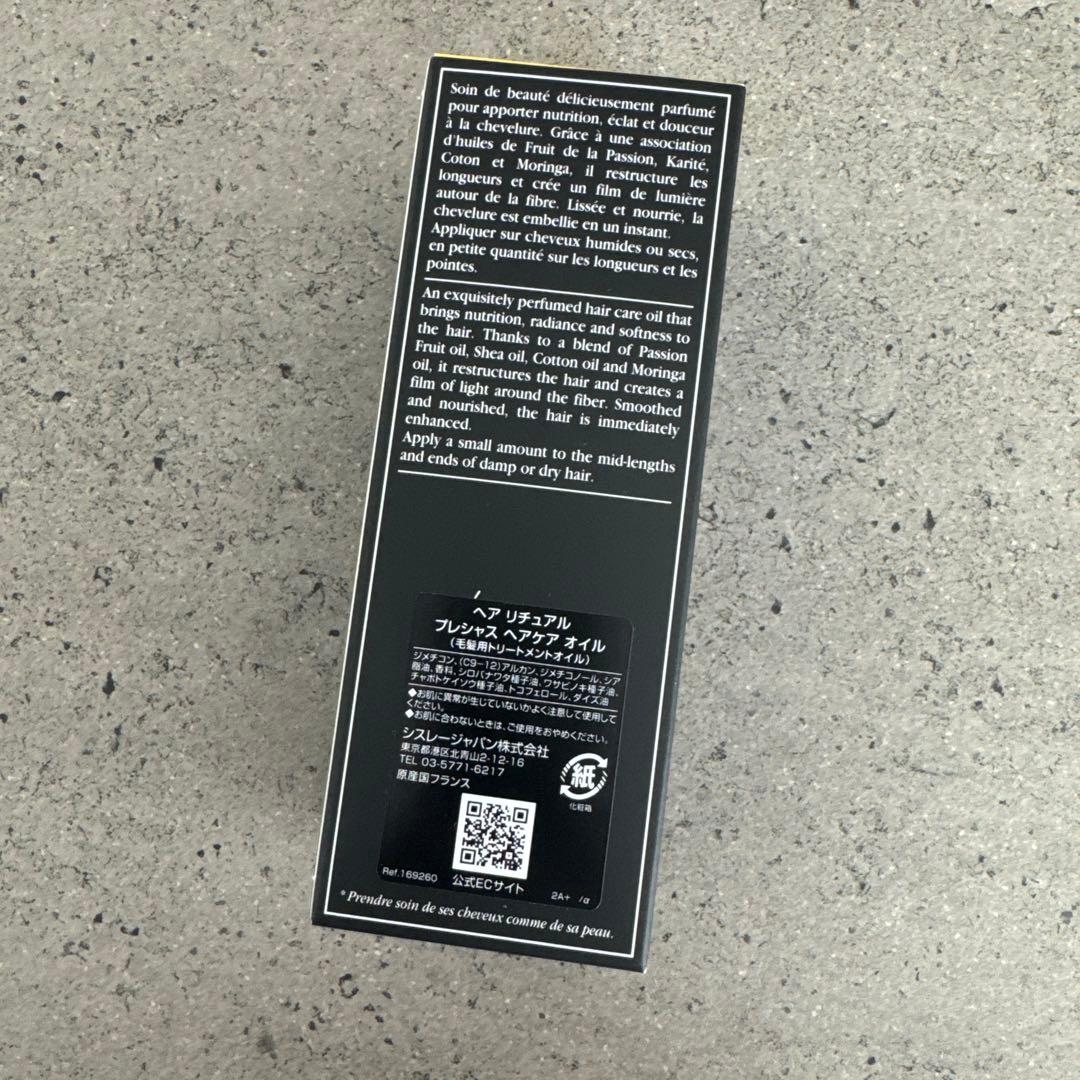 Soin de beauté délicieusement parfumé
pour apporter nutrition, éclat et douceur
à la chevelure. Grâce à une association
d'huiles de Fruit de la Passion, Karité,
Coton et Moringa, il restructure les
longueurs et crée un film de lumière
autour de la fibre. Lissée et nourrie, la
chevelure est embellie en un instant.
Appliquer sur cheveux humides ou secs,
en petite quantité sur les longueurs et les
pointes.
An exquisitely perfumed hair care oil that
brings nutrition, radiance and softness to
the hair. Thanks to a blend of Passion
Fruit oil, Shea oil, Cotton oil and Moringa
oil, it restructures the hair and creates a
film of light around the fiber. Smoothed
and nourished, the hair is immediately
enhanced.
Apply a small amount to the mid-lengths
and ends of damp or dry hair.
ヘア リチュアル
プレシャス ヘアケア オイル
(毛髪用トリートメントオイル)
ジメチコン、(C9-12)アルカン、ジメチコノール、シア
脂油、香料、シロバナワタ種子油、ワサビノキ種子油、
チャボトケイソウ種子油、トコフェロール、ダイズ油
◆お肌に異常が生じていないかよく注意して使用して
ください。
◆お肌に合わないときは、ご使用をおやめください。
シスレージャパン株式会社
東京都港区北青山2-12-16
TEL 03-5771-6217
原産国フランス
紙
化粧箱
Ref.169260
公式ECサイト
2A+ /α
* Prendre soin de ses cheveux comme de sa peau.